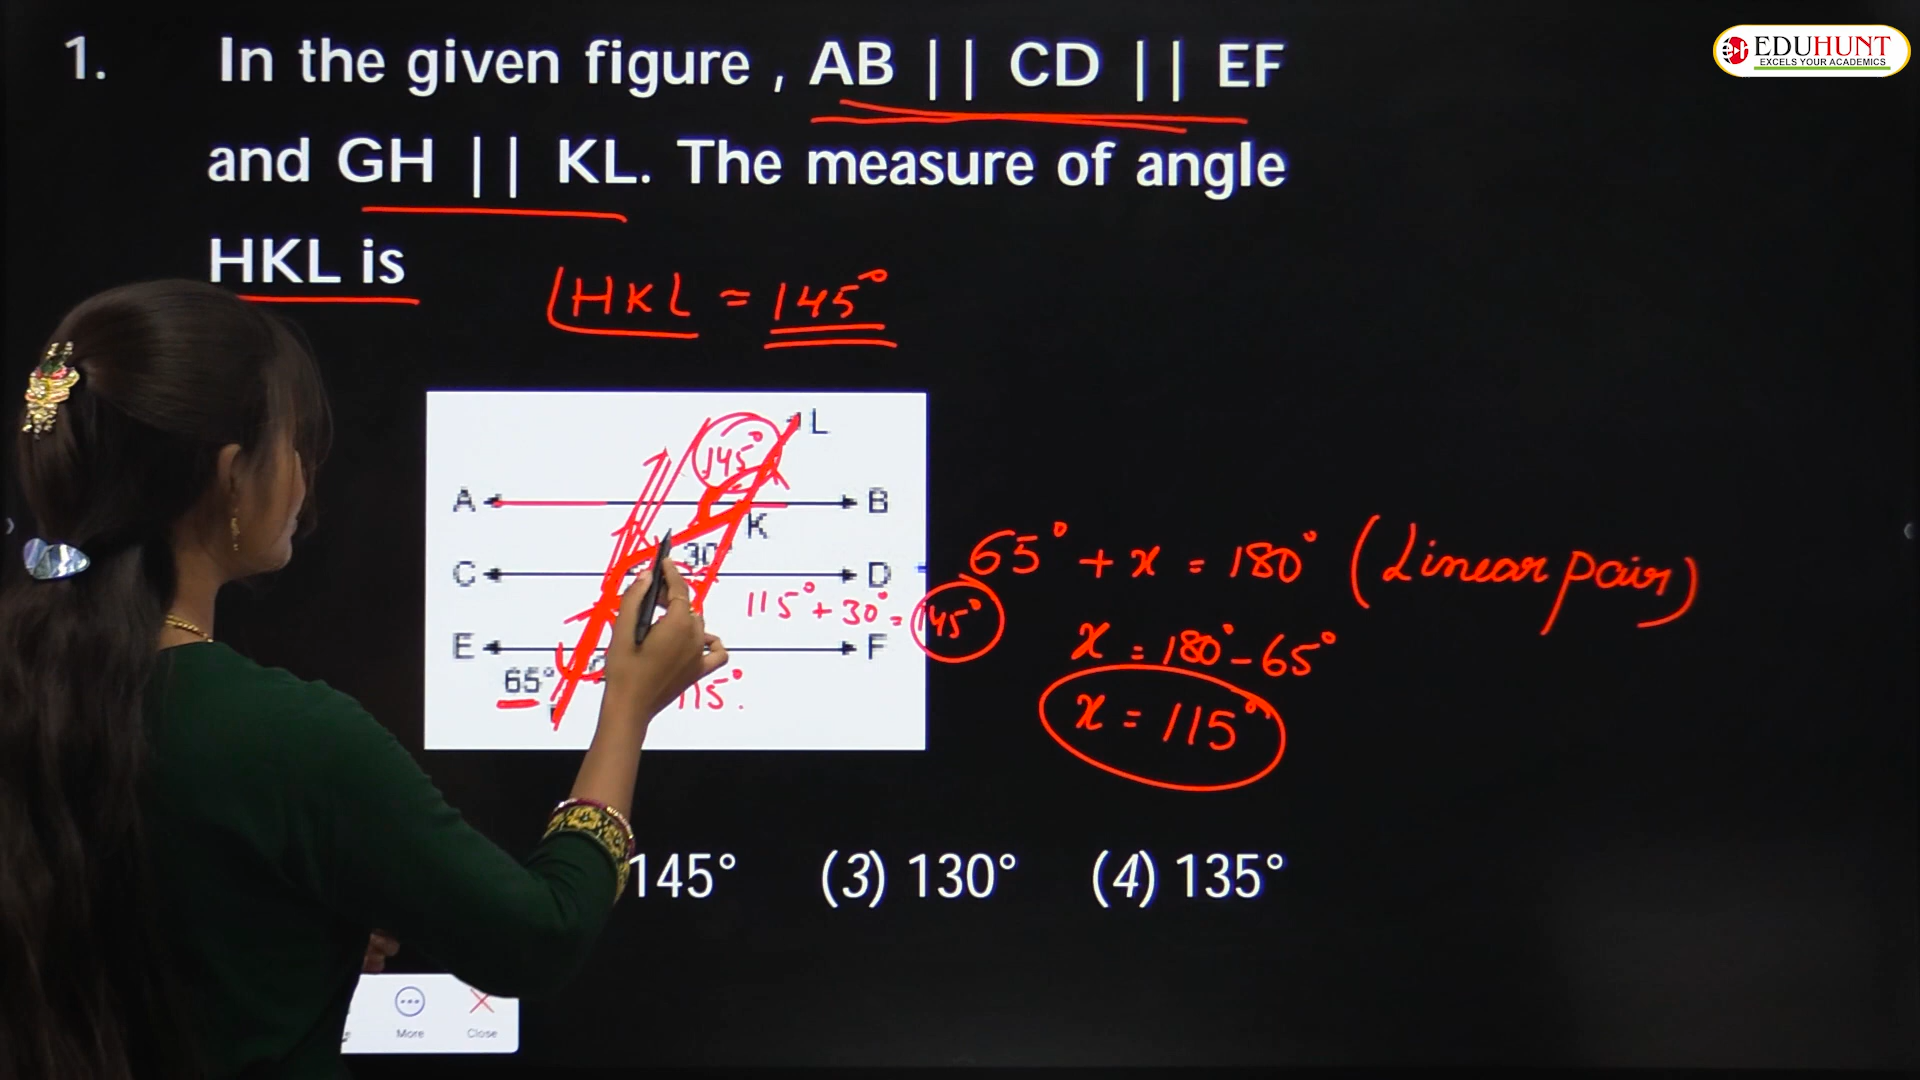 EDUHUNT
EXCELS YOUR ACADEMICS
1. In the given figure , AB || CD || EF
and GH || KL. The measure of angle
HKL is
∠HKL = 145°
L
145°
A B
K
30°
C D
115° + 30° = 145°
E F
65°
115°.
65° + x = 180° (Linear pair)
x = 180° - 65°
x = 115°
145° (3) 130° (4) 135°
More Close